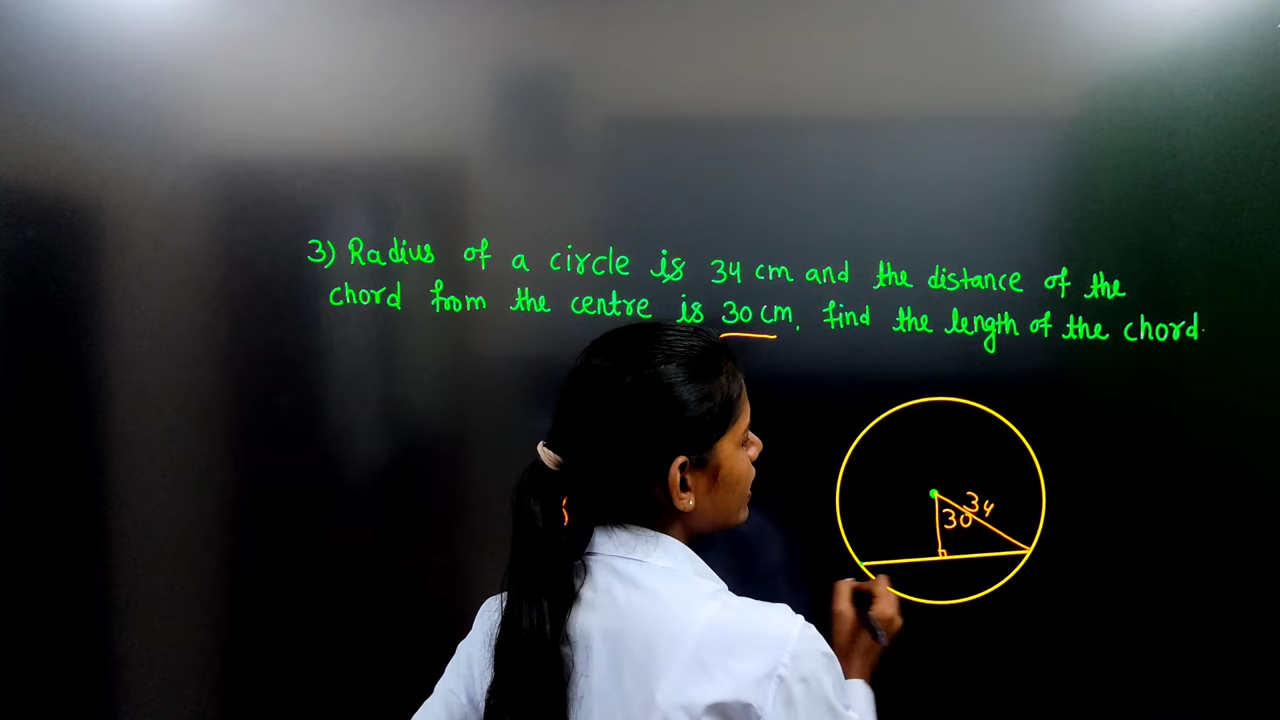 3) Radius of a circle is 34 cm and the distance of the
chord from the centre is 30 cm, find the length of the chord.
34
30